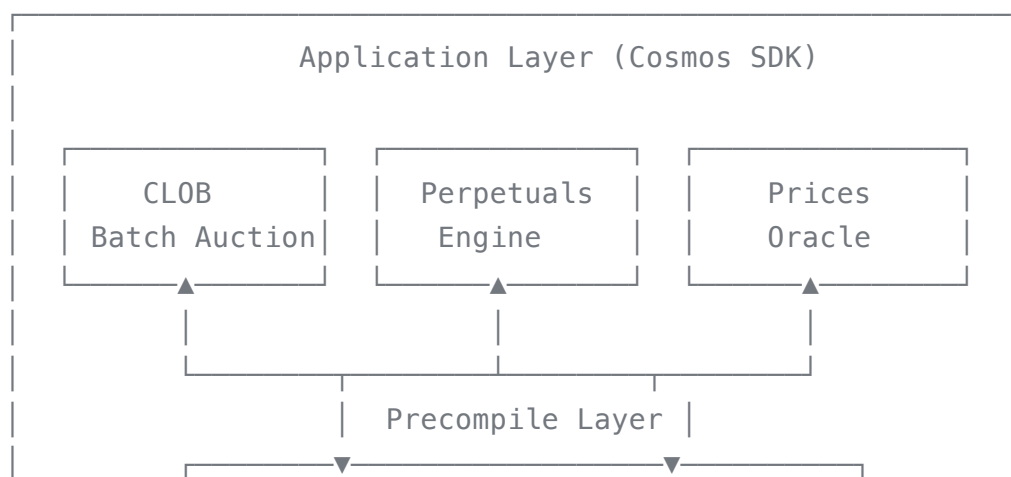 Application Layer (Cosmos SDK)
CLOB Perpetuals Prices
Batch Auction Engine Oracle
Precompile Layer